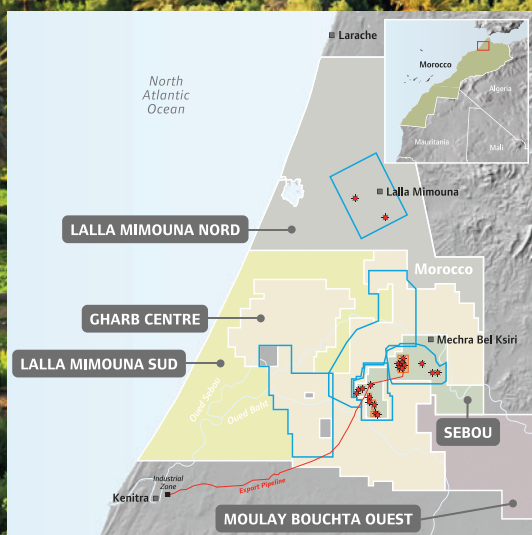 Larache
Morocco
Algeria
Mauritania
Mali
North
Atlantic
Ocean
Lalla Mimouna
LALLA MIMOUNA NORD
Morocco
GHARB CENTRE
Mechra Bel Ksiri
LALLA MIMOUNA SUD
Oued Sebou
Oued Beht
SEBOU
Industrial
Zone
Export Pipeline
Kenitra
MOULAY BOUCHTA OUEST